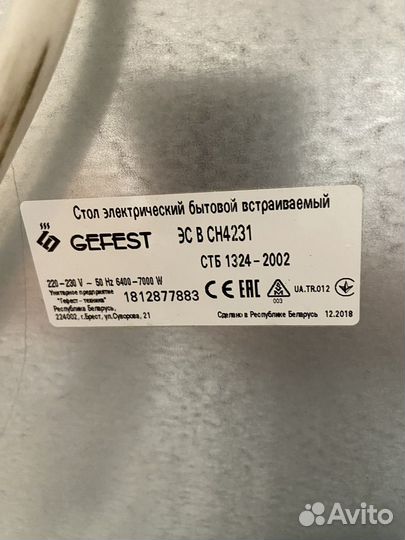 Стол электрический бытовой встраиваемый
GEFEST ЭС В СН4231
СТБ 1324-2002
220-230 V ~ 50 Hz 6400-7000 W
Унитарное предприятие
"Гефест-техника"
Республика Беларусь,
224002, г.Брест, ул.Суворова, 21
1812877883
CE EAC 003 UA.TR.012
Сделано в Республике Беларусь 12.2018
Avito